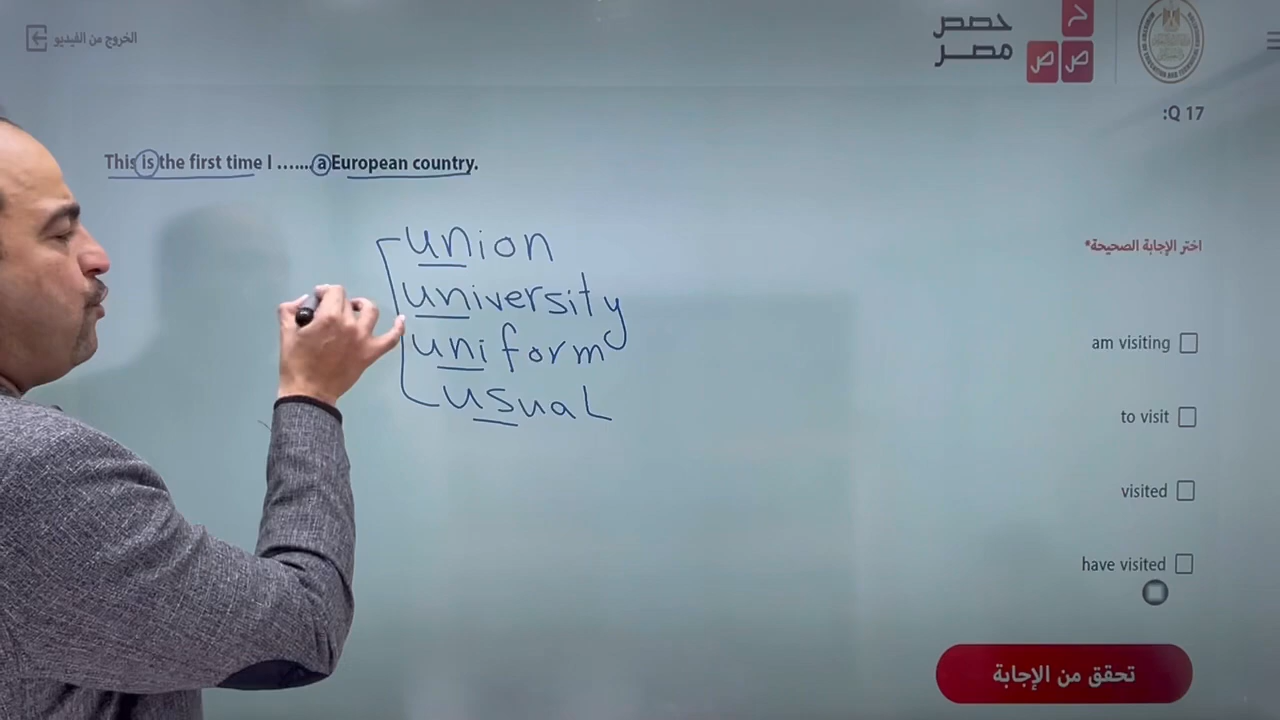 الخروج من الفيديو
حصص
مصر
ح
ص ص
:Q 17
This is the first time I ...... a European country.
union
university
uniform
usual
اختر الإجابة الصحيحة*
am visiting
to visit
visited
have visited
تحقق من الإجابة